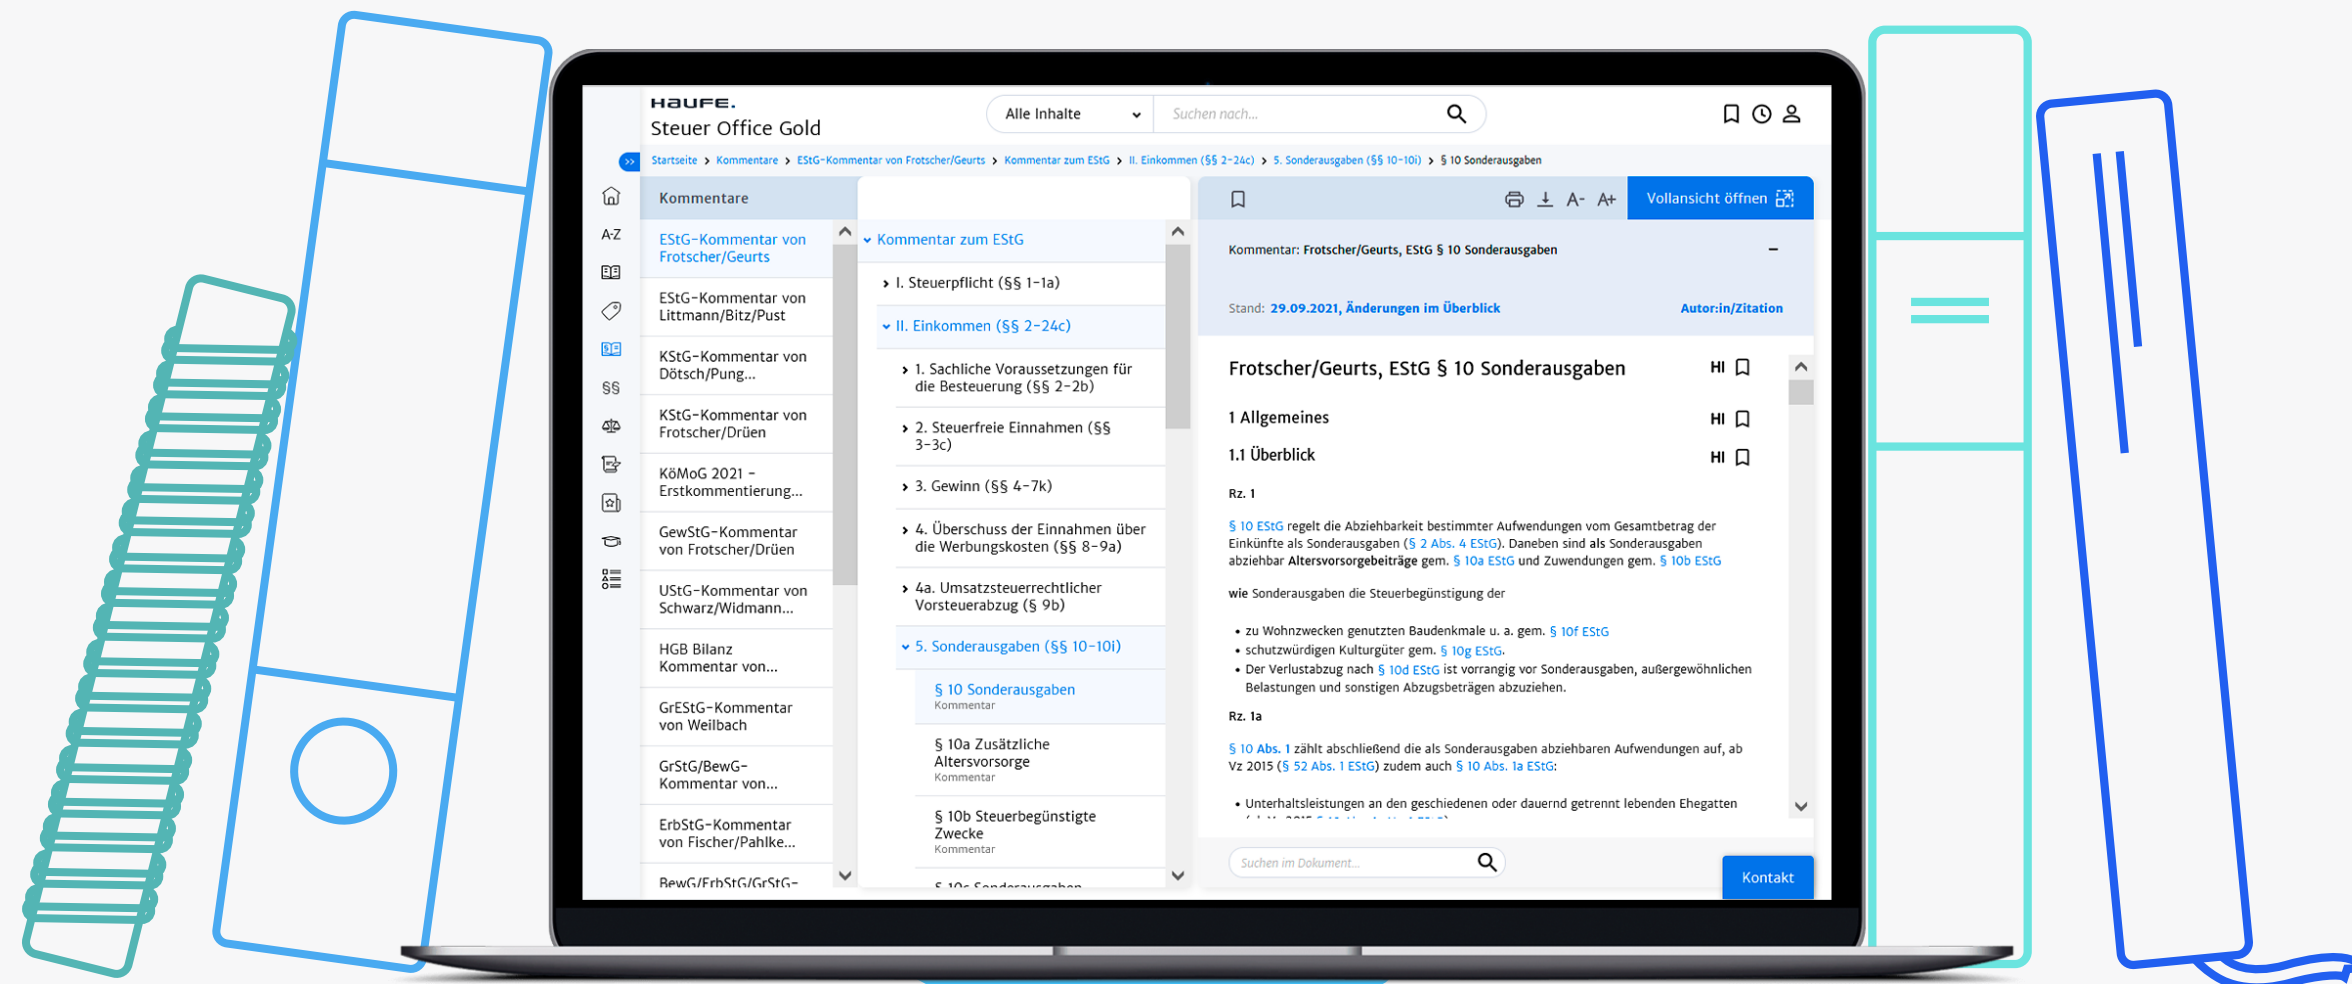 HAUFE.
Steuer Office Gold
Alle Inhalte
Suchen nach...
Startseite > Kommentare > EStG-Kommentar von Frotscher/Geurts > Kommentar zum EStG > II. Einkommen (§§ 2-24c) > 5. Sonderausgaben (§§ 10-10i) > § 10 Sonderausgaben
A-Z
§§
Kommentare
EStG-Kommentar von
Frotscher/Geurts
EStG-Kommentar von
Littmann/Bitz/Pust
KStG-Kommentar von
Dötsch/Pung...
KStG-Kommentar von
Frotscher/Drüen
KöMoG 2021 -
Erstkommentierung...
GewStG-Kommentar
von Frotscher/Drüen
UStG-Kommentar von
Schwarz/Widmann...
HGB Bilanz
Kommentar von...
GrEStG-Kommentar
von Weilbach
GrStG/BewG-
Kommentar von...
ErbStG-Kommentar
von Fischer/Pahlke...
BewG/ErbStG/GrStG-
Kommentar zum EStG
I. Steuerpflicht (§§ 1-1a)
II. Einkommen (§§ 2-24c)
1. Sachliche Voraussetzungen für
die Besteuerung (§§ 2-2b)
2. Steuerfreie Einnahmen (§§
3-3c)
3. Gewinn (§§ 4-7k)
4. Überschuss der Einnahmen über
die Werbungskosten (§§ 8-9a)
4a. Umsatzsteuerrechtlicher
Vorsteuerabzug (§ 9b)
5. Sonderausgaben (§§ 10-10i)
§ 10 Sonderausgaben
Kommentar
§ 10a Zusätzliche
Altersvorsorge
Kommentar
§ 10b Steuerbegünstigte
Zwecke
Kommentar
§ 10c Sonderausgaben
A- A+
Vollansicht öffnen
Kommentar: Frotscher/Geurts, EStG § 10 Sonderausgaben
Stand: 29.09.2021, Änderungen im Überblick
Autor:in/Zitation
Frotscher/Geurts, EStG § 10 Sonderausgaben HI
1 Allgemeines HI
1.1 Überblick HI
Rz. 1
§ 10 EStG regelt die Abziehbarkeit bestimmter Aufwendungen vom Gesamtbetrag der
Einkünfte als Sonderausgaben (§ 2 Abs. 4 EStG). Daneben sind als Sonderausgaben
abziehbar Altersvorsorgebeiträge gem. § 10a EStG und Zuwendungen gem. § 10b EStG
wie Sonderausgaben die Steuerbegünstigung der
• zu Wohnzwecken genutzten Baudenkmale u. a. gem. § 10f EStG
• schutzwürdigen Kulturgüter gem. § 10g EStG.
• Der Verlustabzug nach § 10d EStG ist vorrangig vor Sonderausgaben, außergewöhnlichen
Belastungen und sonstigen Abzugsbeträgen abzuziehen.
Rz. 1a
§ 10 Abs. 1 zählt abschließend die als Sonderausgaben abziehbaren Aufwendungen auf, ab
Vz 2015 (§ 52 Abs. 1 EStG) zudem auch § 10 Abs. 1a EStG:
• Unterhaltsleistungen an den geschiedenen oder dauernd getrennt lebenden Ehegatten
Suchen im Dokument...
Kontakt